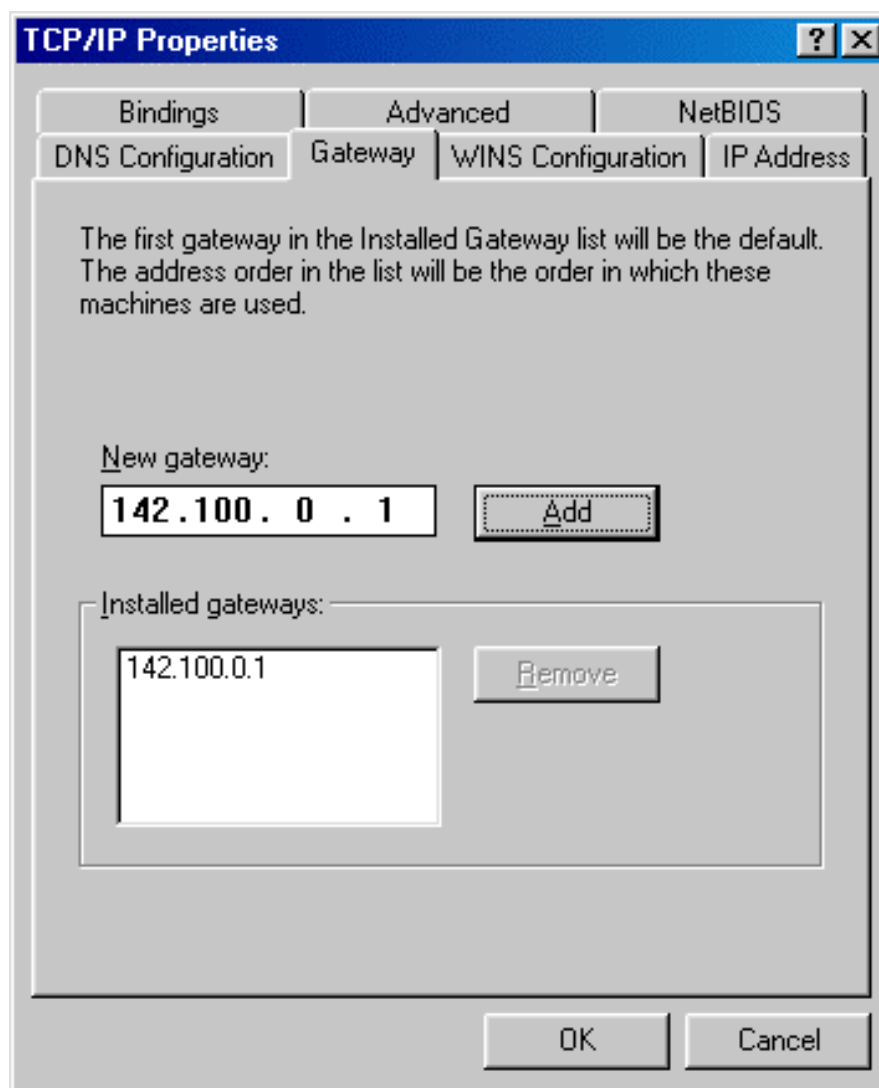 TCP/IP Properties
Bindings Advanced NetBIOS
DNS Configuration Gateway WINS Configuration IP Address
The first gateway in the Installed Gateway list will be the default.
The address order in the list will be the order in which these
machines are used.
New gateway:
142.100. 0 . 1 Add
Installed gateways:
142.100.0.1 Remove
OK Cancel